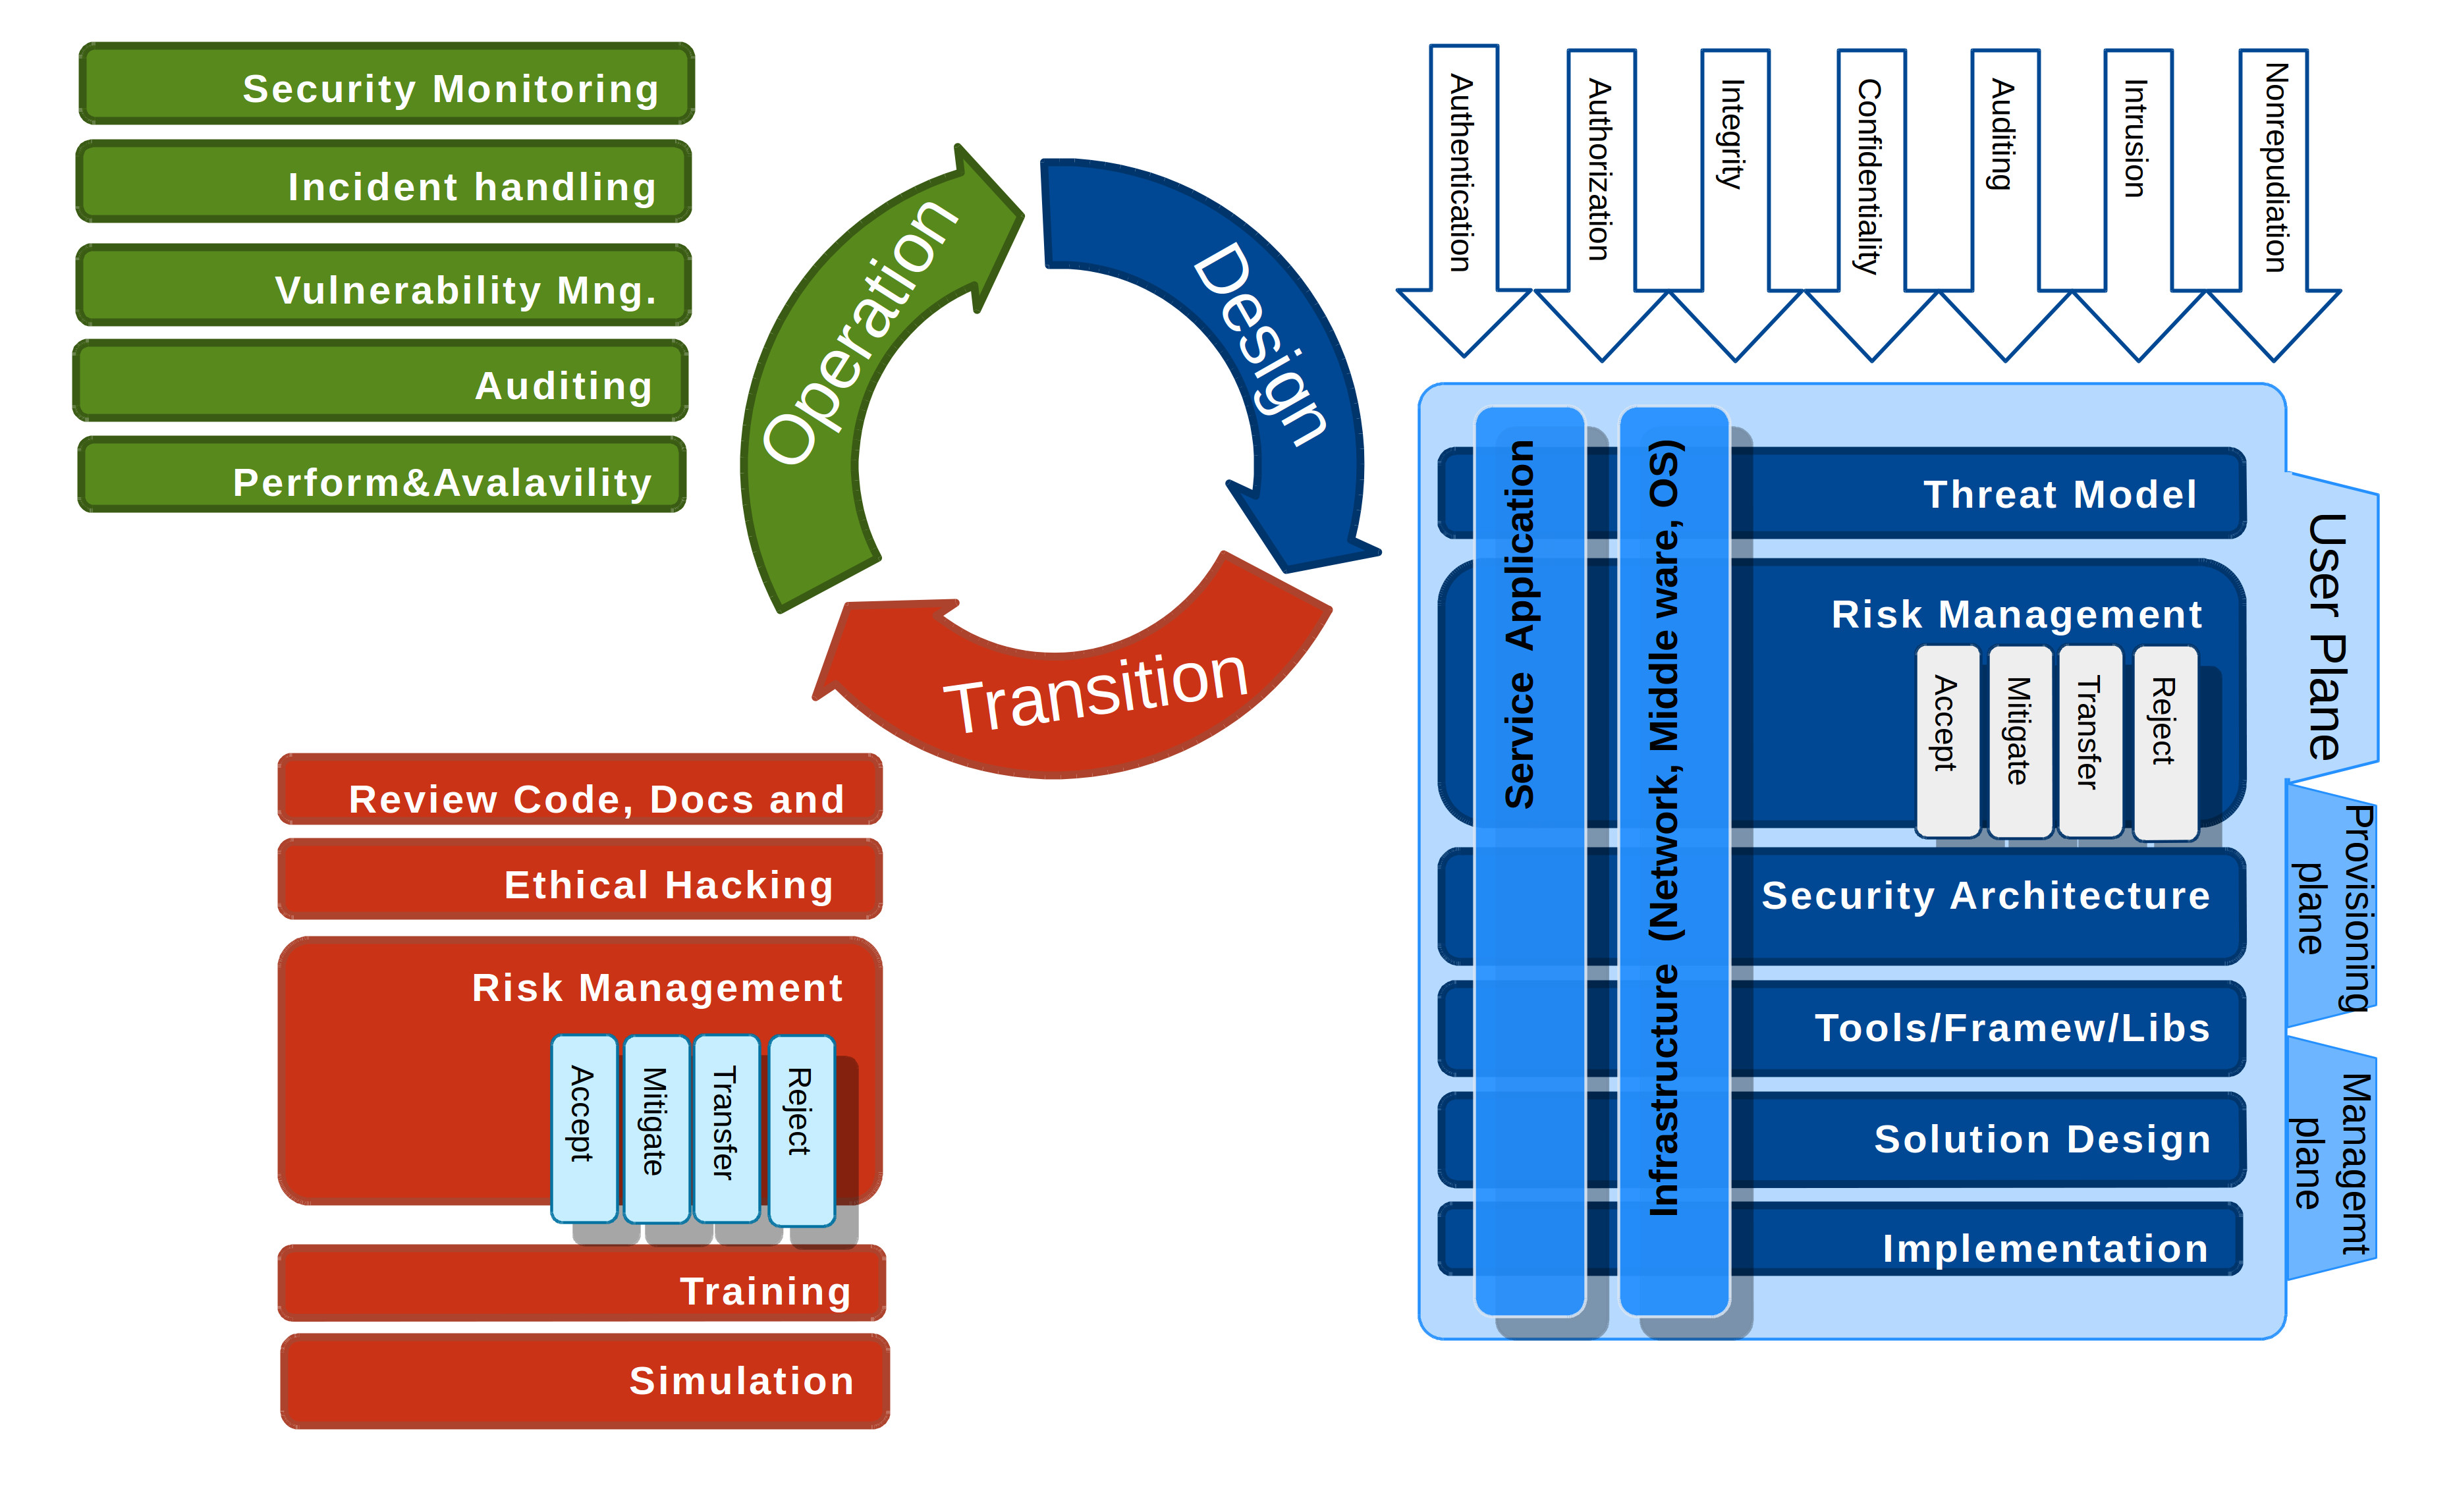 Security Monitoring
Incident handling
Vulnerability Mng.
Auditing
Perform&Avalavility
Operation
Design
Transition
Authentication
Authorization
Integrity
Confidentiality
Auditing
Intrusion
Nonrepudiation
Service Application
Infrastructure (Network, Middle ware, OS)
Threat Model
Risk Management
Accept
Mitigate
Transfer
Reject
Security Architecture
Tools/Framew/Libs
Solution Design
Implementation
User Plane
Provisioning
plane
Managemt
plane
Review Code, Docs and
Ethical Hacking
Risk Management
Accept
Mitigate
Transfer
Reject
Training
Simulation